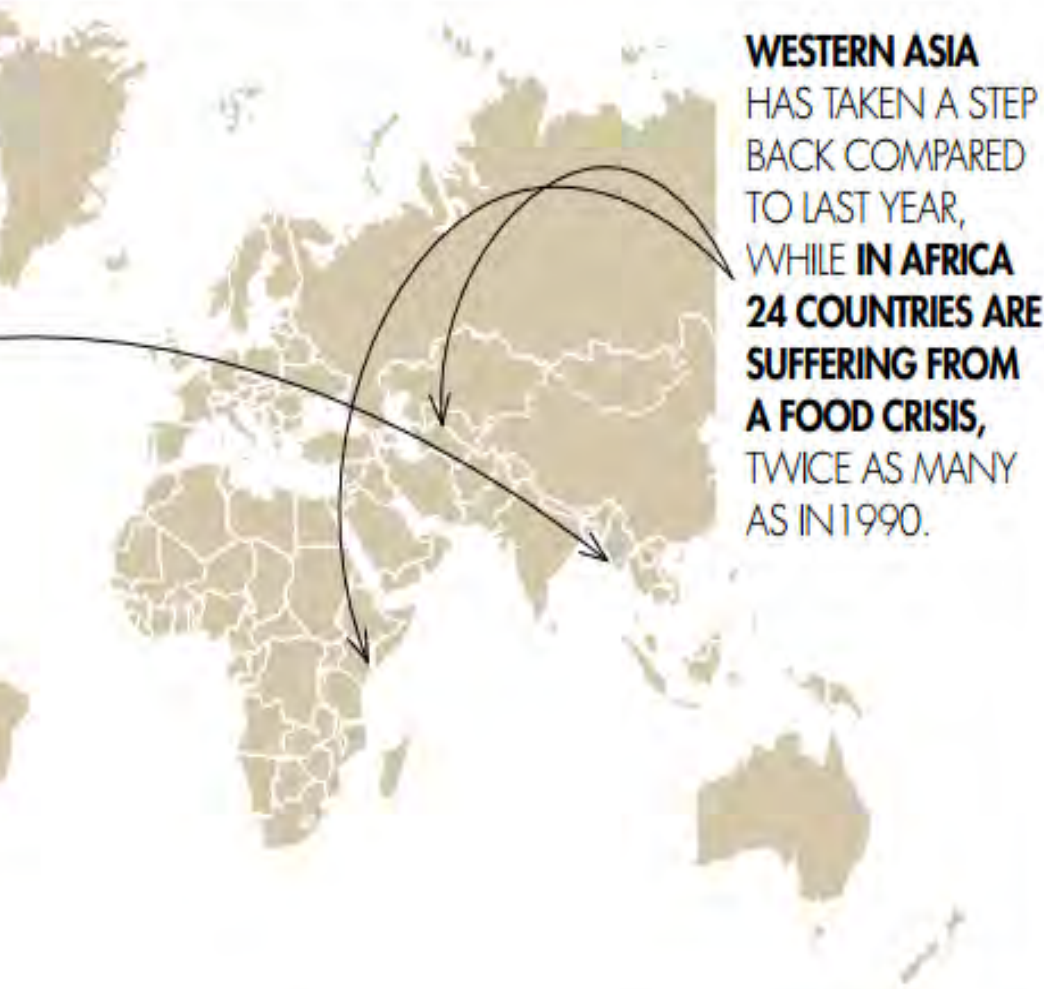 WESTERN ASIA
HAS TAKEN A STEP
BACK COMPARED
TO LAST YEAR,
WHILE IN AFRICA
24 COUNTRIES ARE
SUFFERING FROM
A FOOD CRISIS,
TWICE AS MANY
AS IN1990.